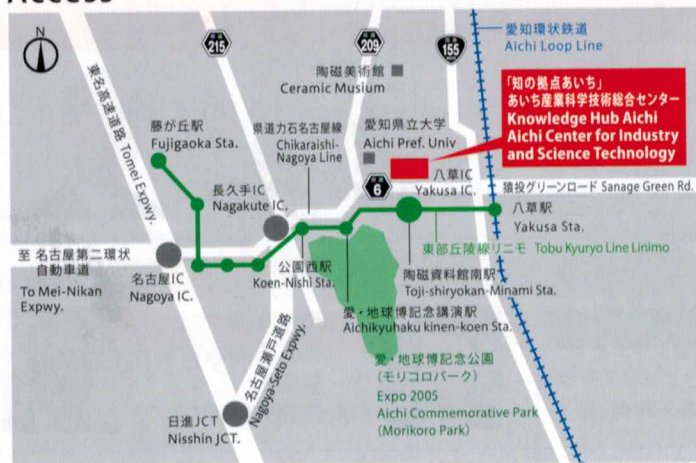 Access
N
東名高速道路 Tomei Expwy.
215
209
155
愛知環状鉄道
Aichi Loop Line
陶磁美術館
Ceramic Musium
「知の拠点あいち」
あいち産業科学技術総合センター
Knowledge Hub Aichi
Aichi Center for Industry
and Science Technology
藤が丘駅
Fujigaoka Sta.
県道力石名古屋線
Chikaraishi-
Nagoya Line
愛知県立大学
Aichi Pref. Univ
長久手IC
Nagakute IC.
6
八草IC
Yakusa IC.
猿投グリーンロード Sanage Green Rd.
八草駅
Yakusa Sta.
東部丘陵線リニモ Tobu Kyuryo Line Linimo
至 名古屋第二環状
自動車道
To Mei-Nikan
Expwy.
名古屋IC
Nagoya IC.
公園西駅
Koen-Nishi Sta.
陶磁資料館南駅
Toji-shiryokan-Minami Sta.
愛・地球博記念講演駅
Aichikyuhaku kinen-koen Sta.
名古屋瀬戸道路
Nagoya-Seto Expwy.
愛・地球博記念公園
（モリコロパーク）
Expo 2005
Aichi Commemorative Park
(Morikoro Park)
日進JCT
Nisshin JCT.